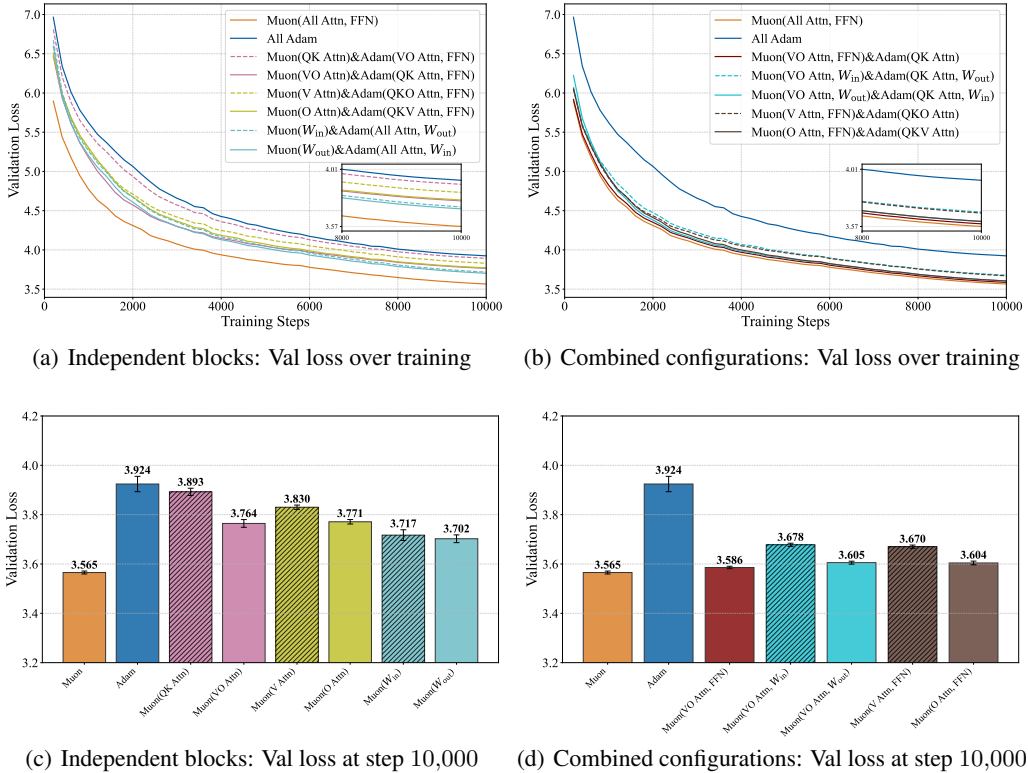 7.0
6.5
6.0
5.5
5.0
4.5
4.0
3.5
Validation Loss
0
2000
4000
6000
8000
10000
Training Steps
Muon(All Attn, FFN)
All Adam
Muon(QK Attn)&Adam(VO Attn, FFN)
Muon(VO Attn)&Adam(QK Attn, FFN)
Muon(V Attn)&Adam(QKO Attn, FFN)
Muon(O Attn)&Adam(QKV Attn, FFN)
Muon(W_in)&Adam(All Attn, W_out)
Muon(W_out)&Adam(All Attn, W_in)
4.01
3.57
8000
10000
(a) Independent blocks: Val loss over training
7.0
6.5
6.0
5.5
5.0
4.5
4.0
3.5
Validation Loss
0
2000
4000
6000
8000
10000
Training Steps
Muon(All Attn, FFN)
All Adam
Muon(VO Attn, FFN)&Adam(QK Attn)
Muon(VO Attn, W_in)&Adam(QK Attn, W_out)
Muon(VO Attn, W_out)&Adam(QK Attn, W_in)
Muon(V Attn, FFN)&Adam(QKO Attn)
Muon(O Attn, FFN)&Adam(QKV Attn)
4.01
3.57
8000
10000
(b) Combined configurations: Val loss over training
4.2
4.0
3.8
3.6
3.4
3.2
Validation Loss
3.565
3.924
3.893
3.764
3.830
3.771
3.717
3.702
Muon
Adam
Muon(QK Attn)
Muon(VO Attn)
Muon(V Attn)
Muon(O Attn)
Muon(W_in)
Muon(W_out)
(c) Independent blocks: Val loss at step 10,000
4.2
4.0
3.8
3.6
3.4
3.2
Validation Loss
3.565
3.924
3.586
3.678
3.605
3.670
3.604
Muon
Adam
Muon(VO Attn, FFN)
Muon(VO Attn, W_in)
Muon(VO Attn, W_out)
Muon(V Attn, FFN)
Muon(O Attn, FFN)
(d) Combined configurations: Val loss at step 10,000